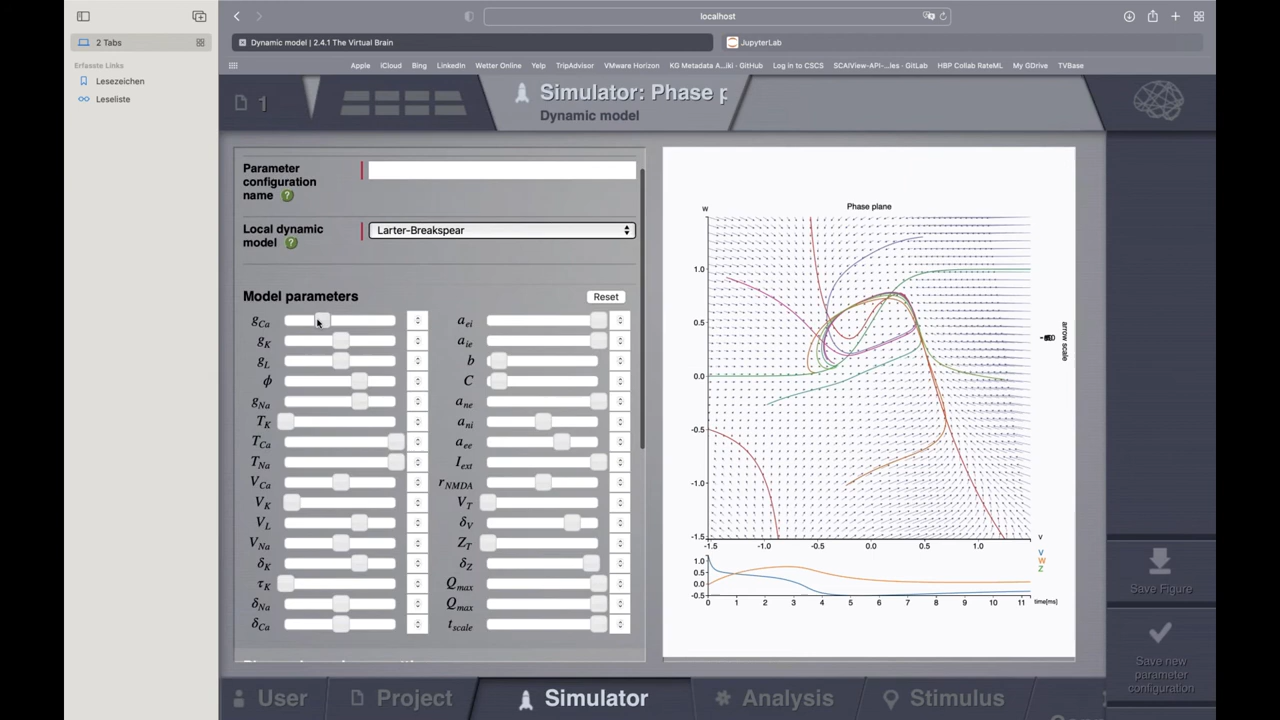 localhost
2 Tabs
Dynamic model | 2.4.1 The Virtual Brain
JupyterLab
Erfasste Links
Apple iCloud Bing LinkedIn Wetter Online Yelp TripAdvisor VMware Horizon KG Metadata A...iki · GitHub Log in to CSCS SCAIView-API-...les · GitLab HBP Collab RateML My GDrive TVBase
Lesezeichen
Leseliste
1
Simulator: Phase p
Dynamic model
Parameter
configuration
name ?
Local dynamic
model ?
Larter-Breakspear
Model parameters
Reset
gCa
aei
gK
aie
gL
b
ϕ
C
gNa
ane
TK
ani
TCa
aee
TNa
Iext
VCa
rNMDA
VK
VT
VL
δV
VNa
ZT
δK
δZ
τK
Qmax
δNa
Qmax
δCa
tscale
Phase plane
W
1.0
0.5
0.0
-0.5
-1.0
-1.5
-1.5 -1.0 -0.5 0.0 0.5 1.0
V
arrow scale
V
W
Z
1.0
0.5
0.0
-0.5
0 1 2 3 4 5 6 7 8 9 10 11 time[ms]
Save Figure
Save new
parameter
configuration
User Project Simulator Analysis Stimulus